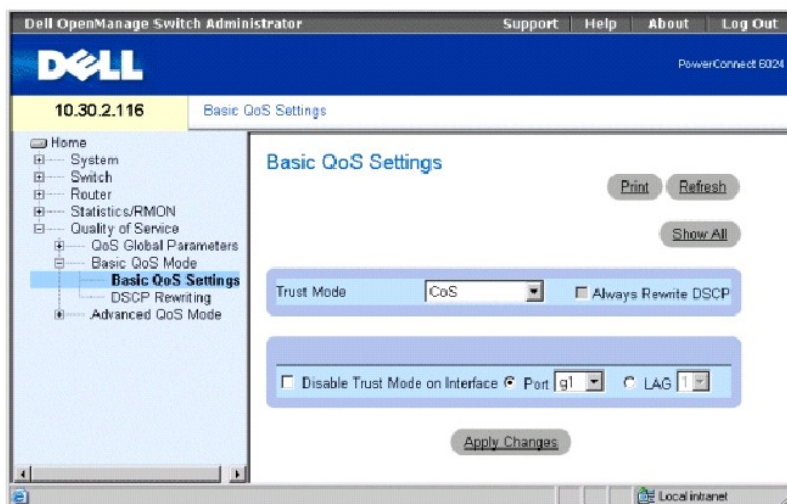 Dell OpenManage Switch Administrator Support Help About Log Out
DELL
PowerConnect 6024
10.30.2.116 Basic QoS Settings
Home
System
Switch
Router
Statistics/RMON
Quality of Service
QoS Global Parameters
Basic QoS Mode
Basic QoS Settings
DSCP Rewriting
Advanced QoS Mode
Basic QoS Settings
Print Refresh
Show All
Trust Mode CoS Always Rewrite DSCP
Disable Trust Mode on Interface Port g1 LAG 1
Apply Changes
Local intranet